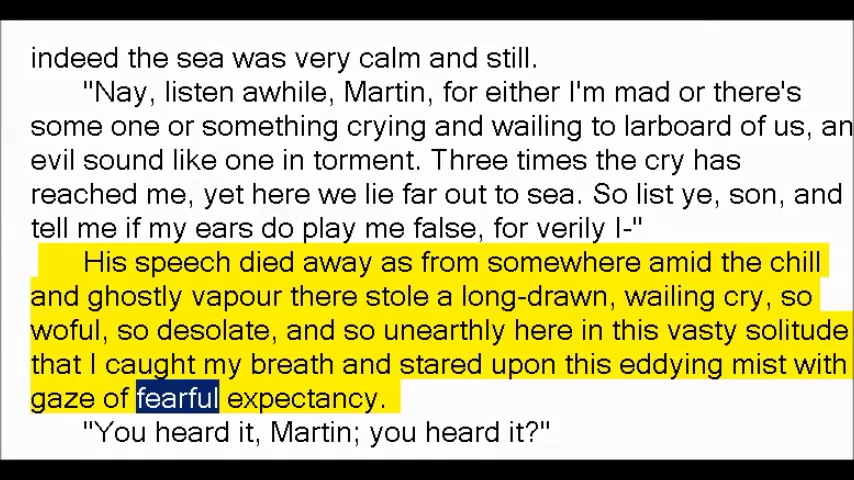 indeed the sea was very calm and still.
"Nay, listen awhile, Martin, for either I'm mad or there's
some one or something crying and wailing to larboard of us, an
evil sound like one in torment. Three times the cry has
reached me, yet here we lie far out to sea. So list ye, son, and
tell me if my ears do play me false, for verily I-"
His speech died away as from somewhere amid the chill
and ghostly vapour there stole a long-drawn, wailing cry, so
woful, so desolate, and so unearthly here in this vasty solitude
that I caught my breath and stared upon this eddying mist with
gaze of fearful expectancy.
"You heard it, Martin; you heard it?"